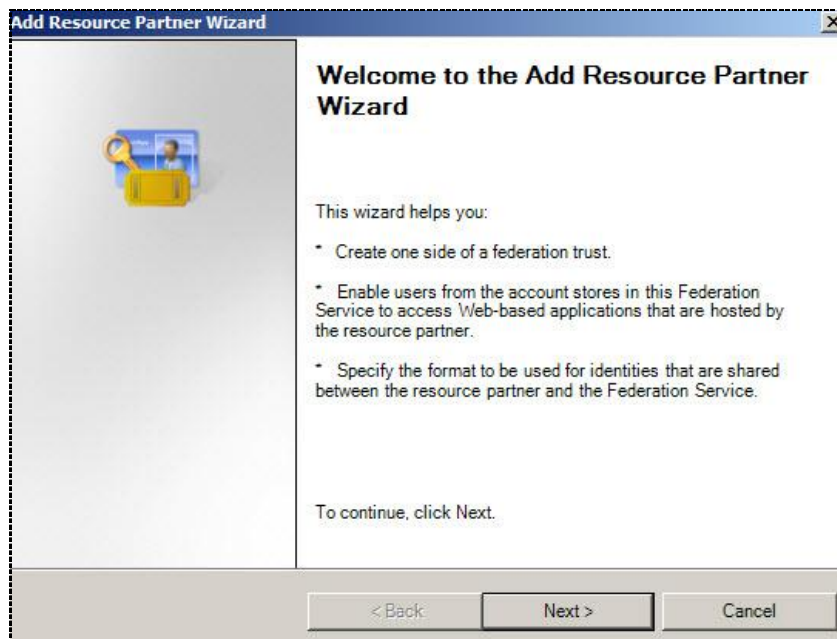 Add Resource Partner Wizard
Welcome to the Add Resource Partner
Wizard
This wizard helps you:
* Create one side of a federation trust.
* Enable users from the account stores in this Federation
Service to access Web-based applications that are hosted by
the resource partner.
* Specify the format to be used for identities that are shared
between the resource partner and the Federation Service.
To continue, click Next.
< Back
Next >
Cancel